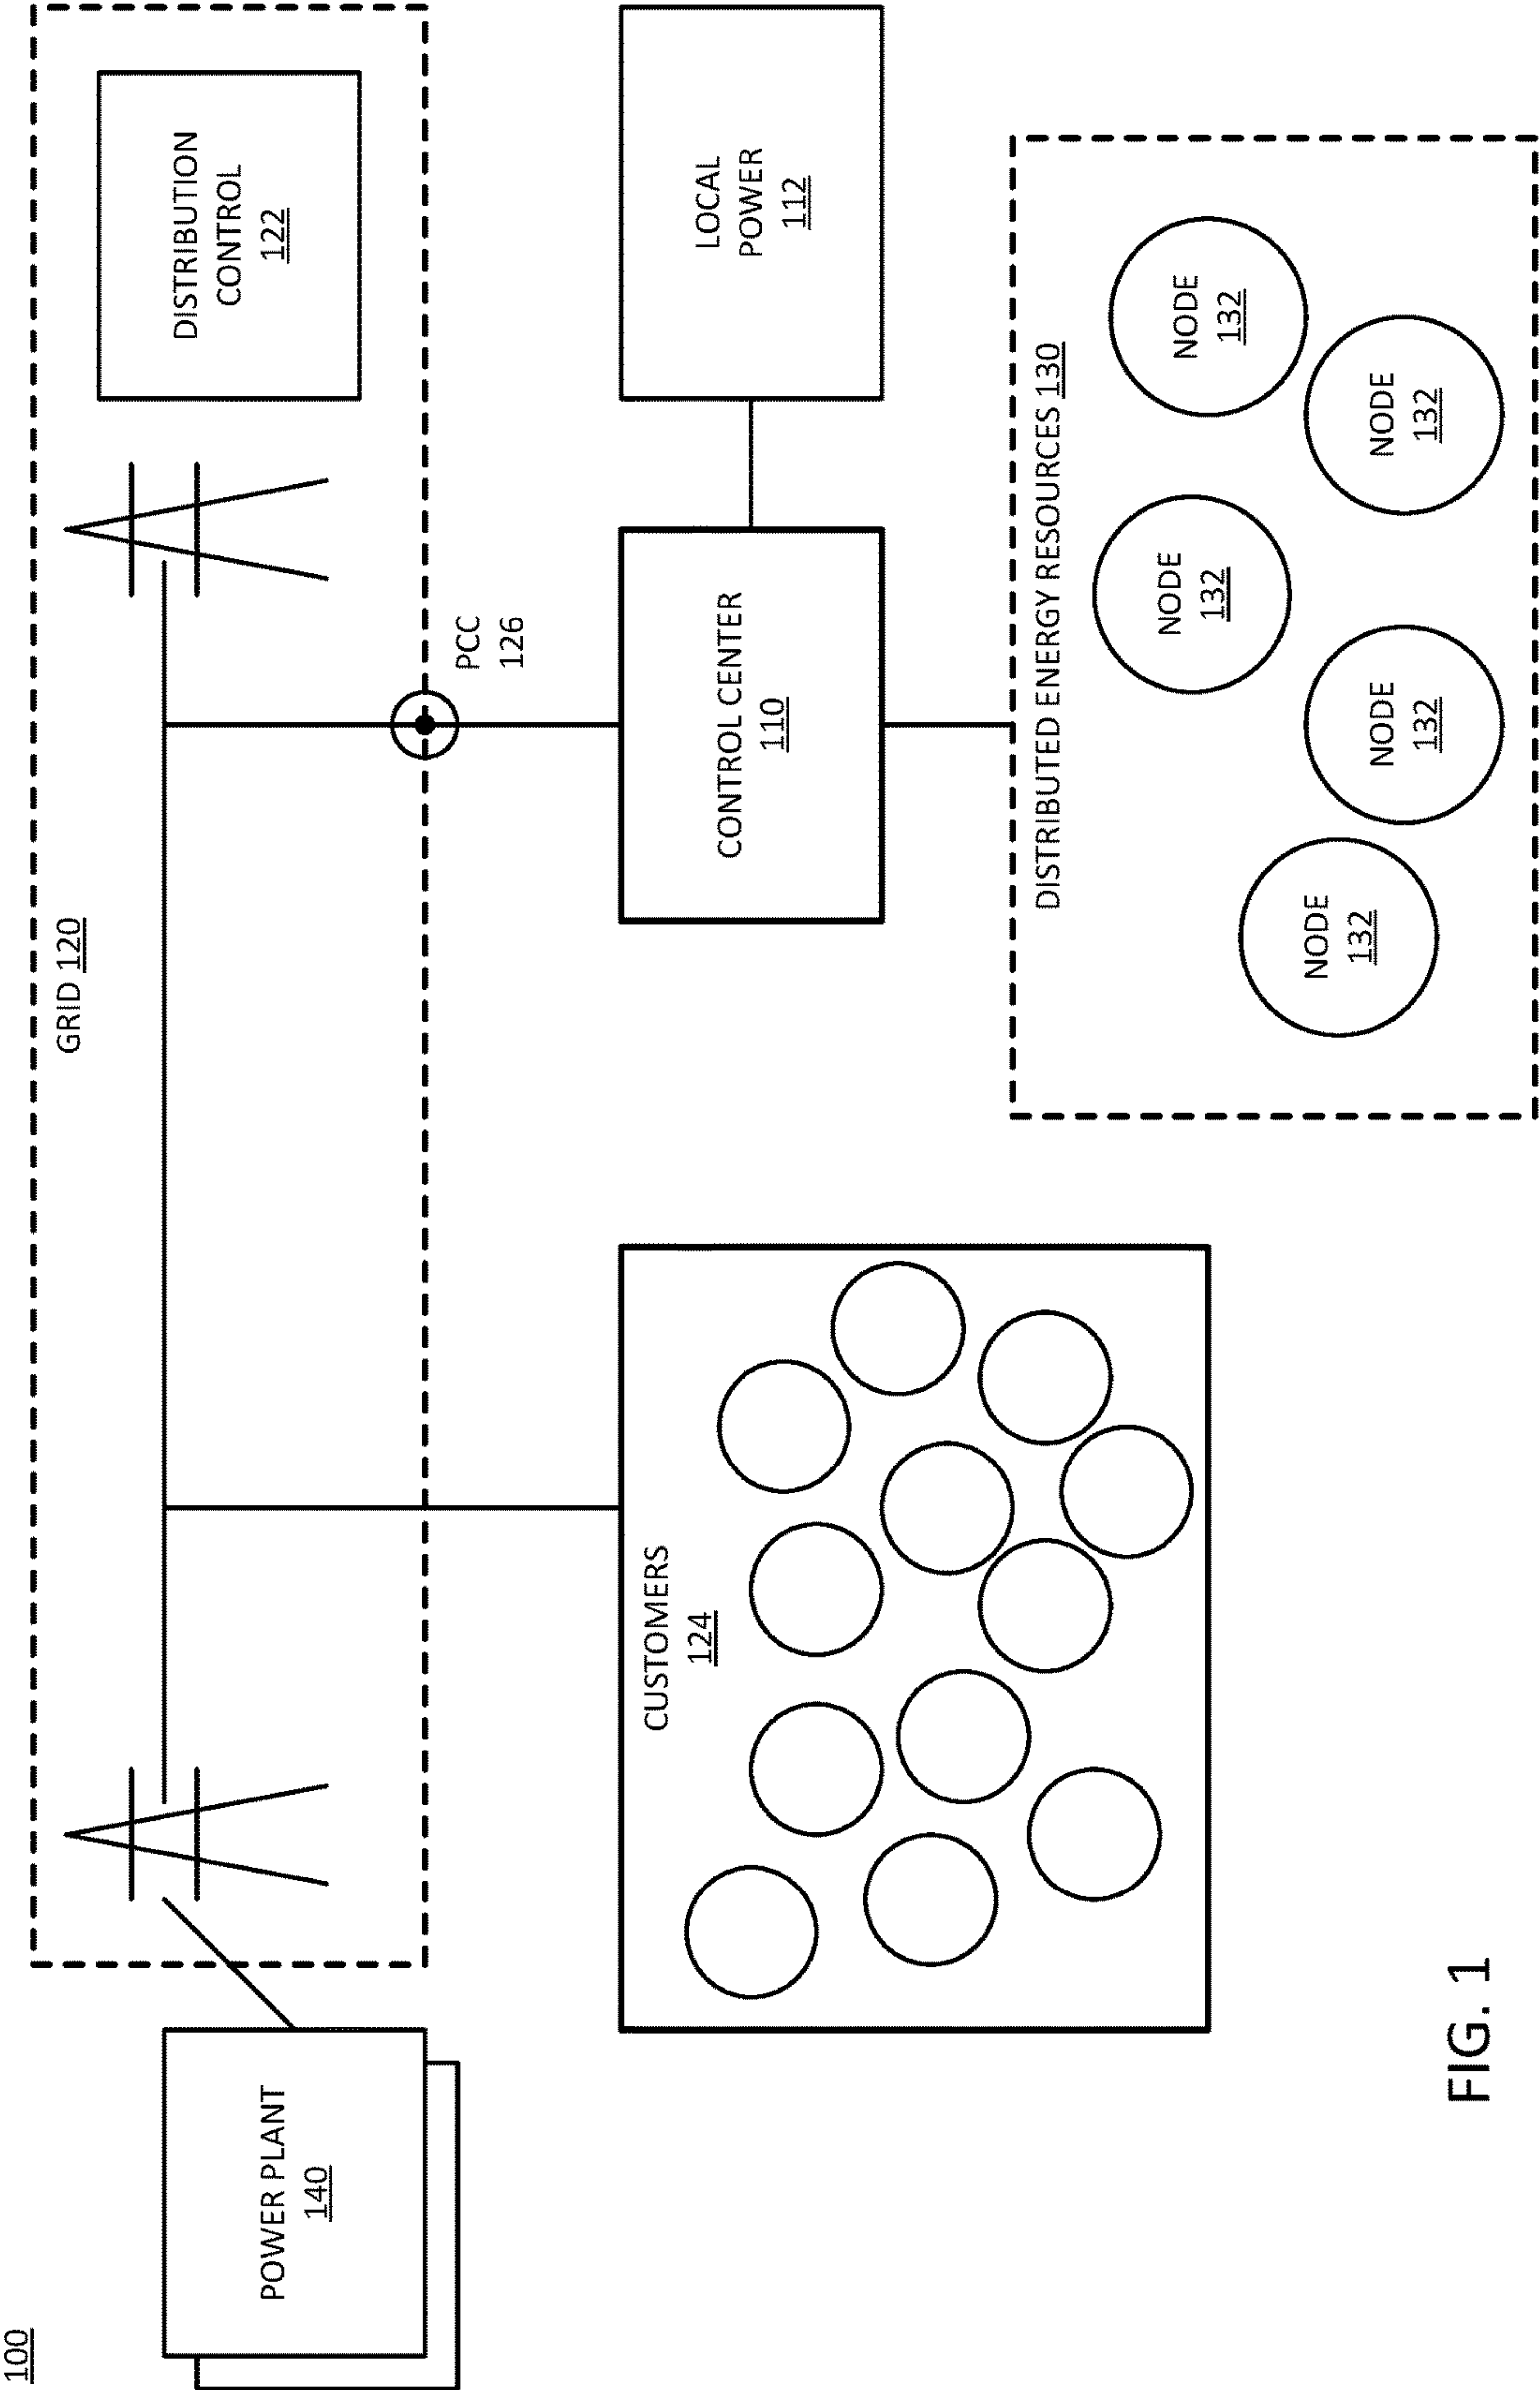 100
GRID 120
POWER PLANT
140
DISTRIBUTION
CONTROL
122
PCC
126
CUSTOMERS
124
CONTROL CENTER
110
LOCAL
POWER
112
DISTRIBUTED ENERGY RESOURCES 130
NODE
132
NODE
132
NODE
132
NODE
132
NODE
132
FIG. 1